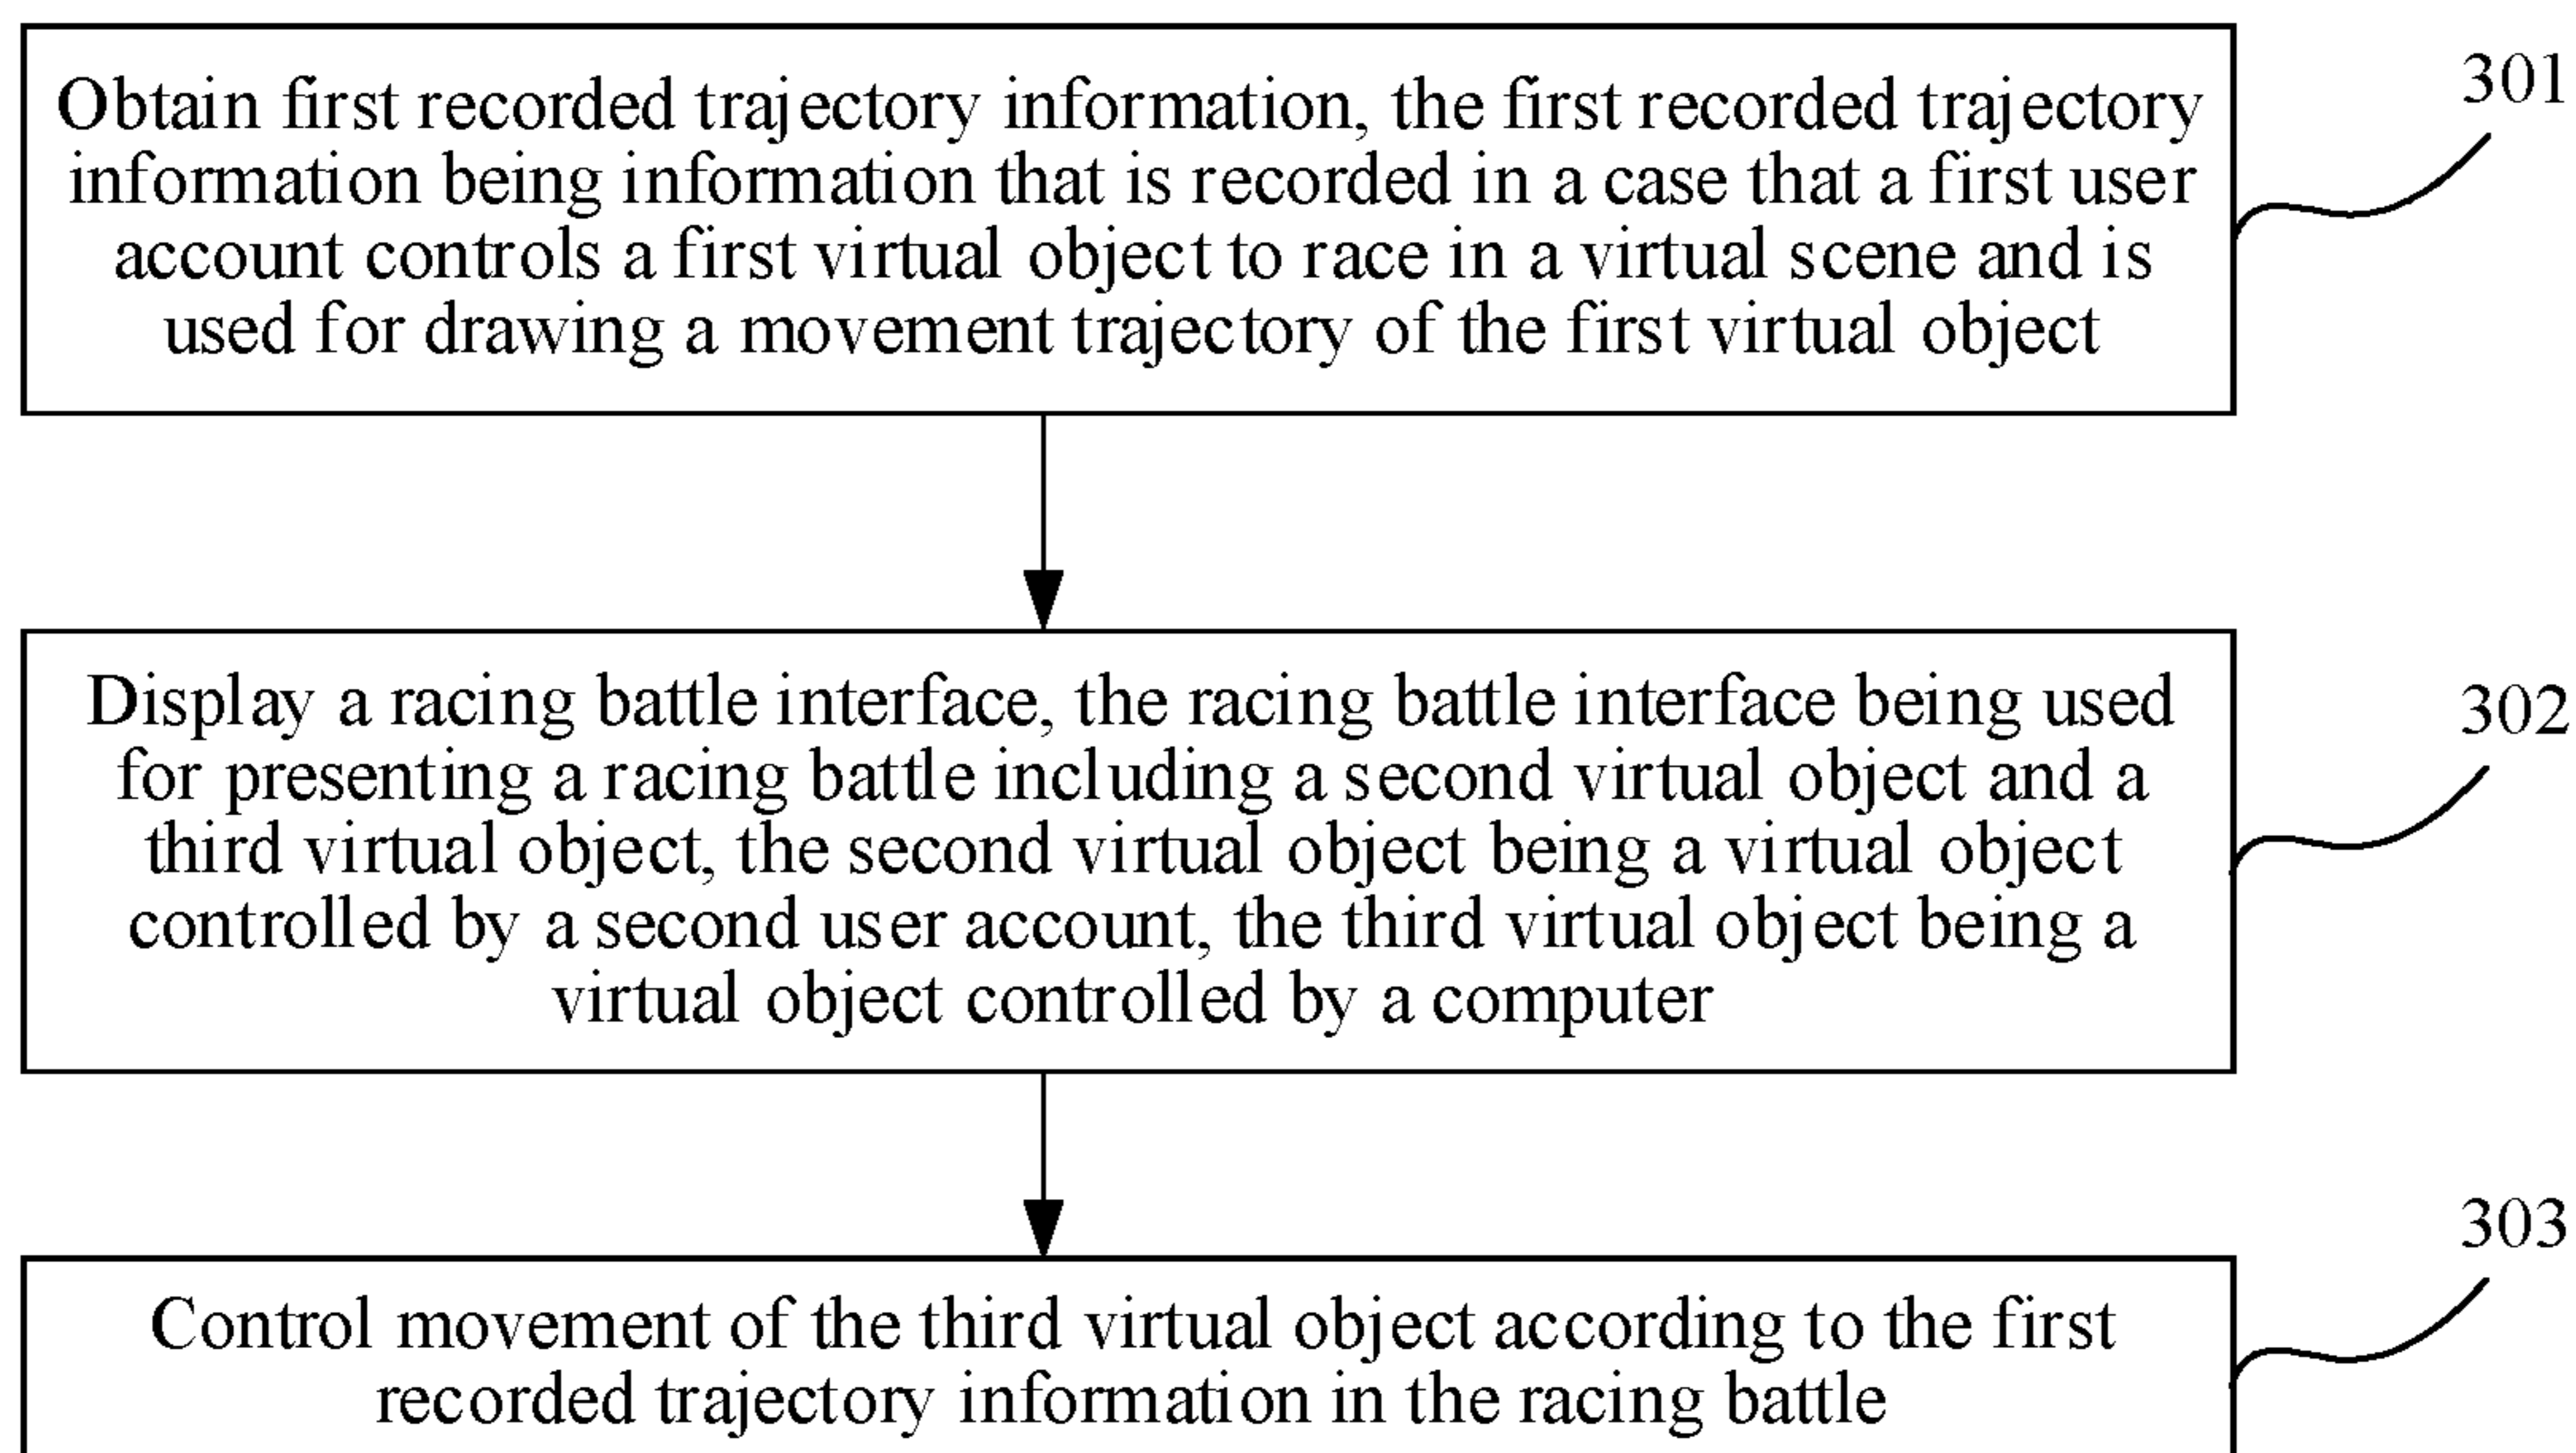 Obtain first recorded trajectory information, the first recorded trajectory
information being information that is recorded in a case that a first user
account controls a first virtual object to race in a virtual scene and is
used for drawing a movement trajectory of the first virtual object
301
Display a racing battle interface, the racing battle interface being used
for presenting a racing battle including a second virtual object and a
third virtual object, the second virtual object being a virtual object
controlled by a second user account, the third virtual object being a
virtual object controlled by a computer
302
Control movement of the third virtual object according to the first
recorded trajectory information in the racing battle
303